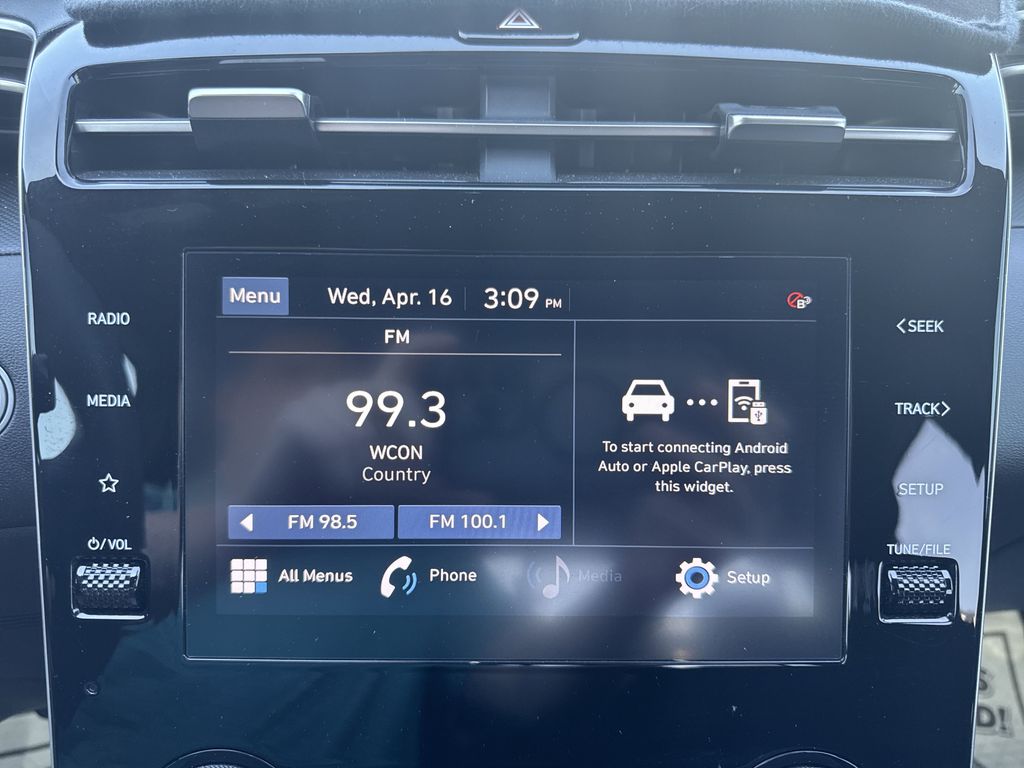 Menu Wed, Apr. 16 3:09 PM
RADIO
MEDIA
⏻/VOL
FM
99.3
WCON
Country
FM 98.5
FM 100.1
To start connecting Android
Auto or Apple CarPlay, press
this widget.
All Menus
Phone
Media
Setup
<SEEK
TRACK>
SETUP
TUNE/FILE
S
D!